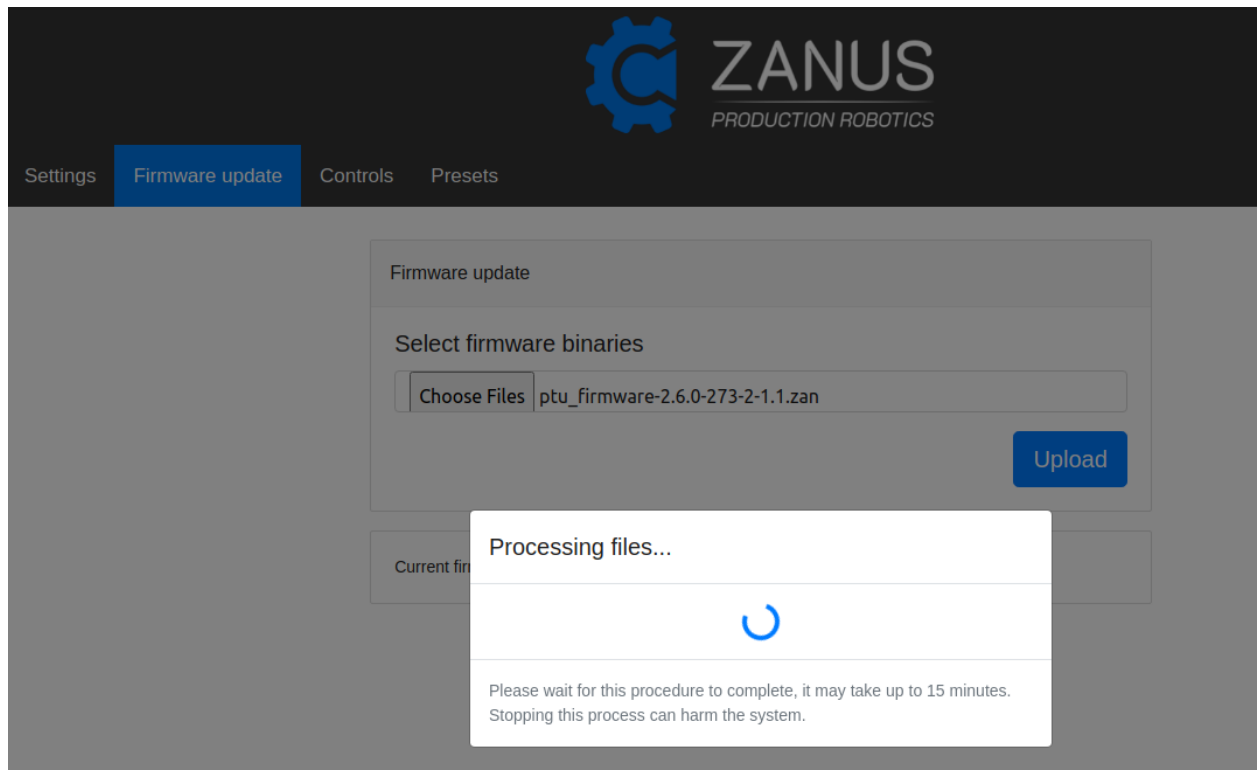 ZANUS
PRODUCTION ROBOTICS
Settings Firmware update Controls Presets
Firmware update
Select firmware binaries
Choose Files ptu_firmware-2.6.0-273-2-1.1.zan
Upload
Processing files...
Current fir
Please wait for this procedure to complete, it may take up to 15 minutes.
Stopping this process can harm the system.